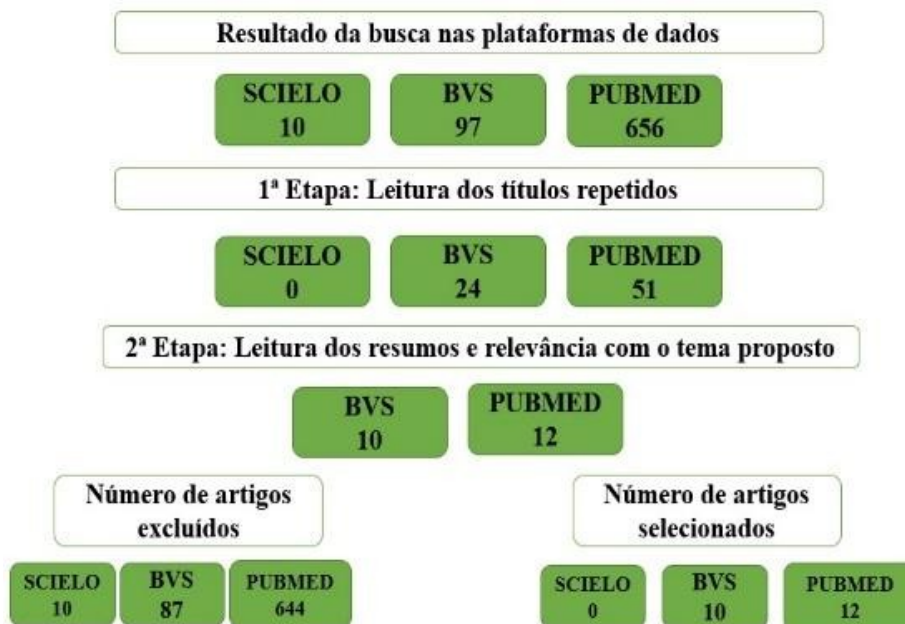 Resultado da busca nas plataformas de dados
SCIELO BVS PUBMED
10 97 656
1ª Etapa: Leitura dos títulos repetidos
SCIELO BVS PUBMED
0 24 51
2ª Etapa: Leitura dos resumos e relevância com o tema proposto
BVS PUBMED
10 12
Número de artigos
excluídos
SCIELO BVS PUBMED
10 87 644
Número de artigos
selecionados
SCIELO BVS PUBMED
0 10 12